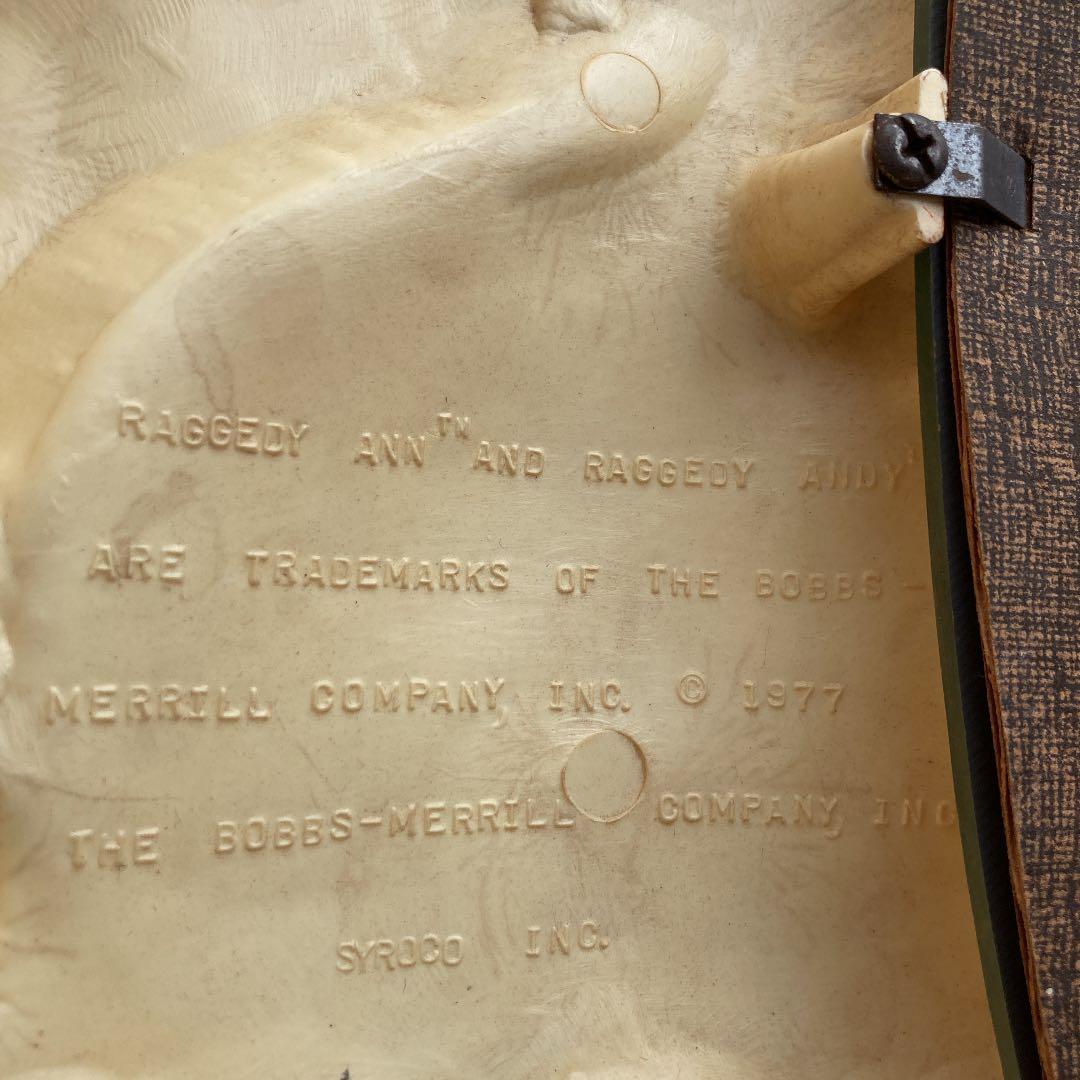 RAGGEDY ANN™ AND RAGGEDY ANDY
ARE TRADEMARKS OF THE BOBBS-
MERRILL COMPANY, INC. © 1977
THE BOBBS-MERRILL COMPANY, INC
SYROCO INC.